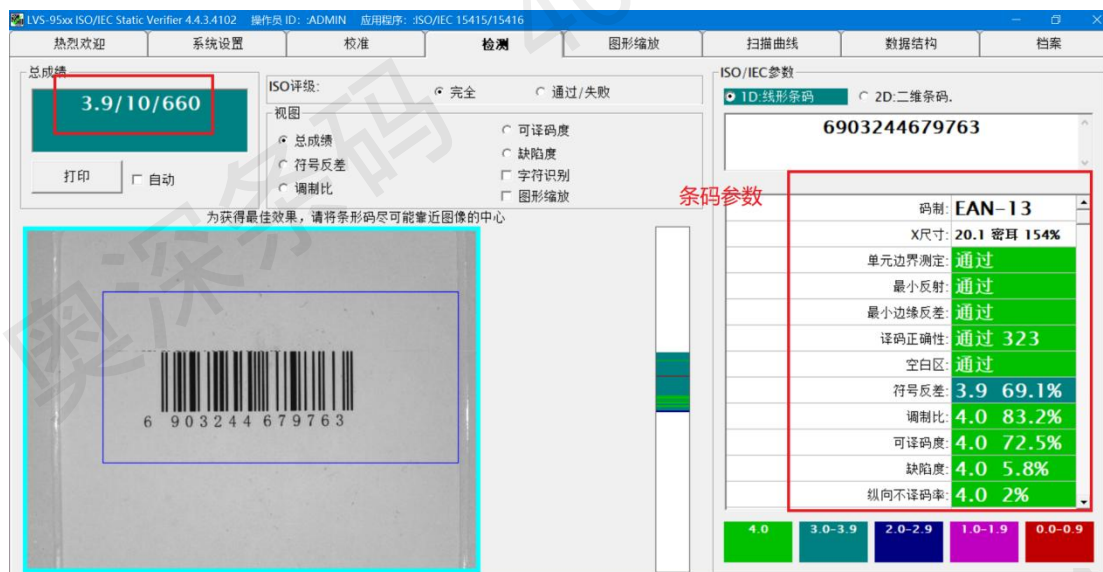 LVS-95xx ISO/IEC Static Verifier 4.4.3.4102 操作员 ID: :ADMIN 应用程序: :ISO/IEC 15415/15416
热烈欢迎 系统设置 校准 检测 图形缩放 扫描曲线 数据结构 档案
总成绩
3.9/10/660
打印
自动
ISO评级:
完全
通过/失败
视图
总成绩
符号反差
调制比
可译码度
缺陷度
字符识别
图形缩放
为获得最佳效果，请将条形码尽可能靠近图像的中心
6 903244 679763
ISO/IEC参数
1D:线形条码
2D:二维条码.
6903244679763
条码参数
码制: EAN-13
X尺寸: 20.1 密耳 154%
单元边界测定: 通过
最小反射: 通过
最小边缘反差: 通过
译码正确性: 通过 323
空白区: 通过
符号反差: 3.9 69.1%
调制比: 4.0 83.2%
可译码度: 4.0 72.5%
缺陷度: 4.0 5.8%
纵向不译码率: 4.0 2%
4.0 3.0-3.9 2.0-2.9 1.0-1.9 0.0-0.9
奥深条码